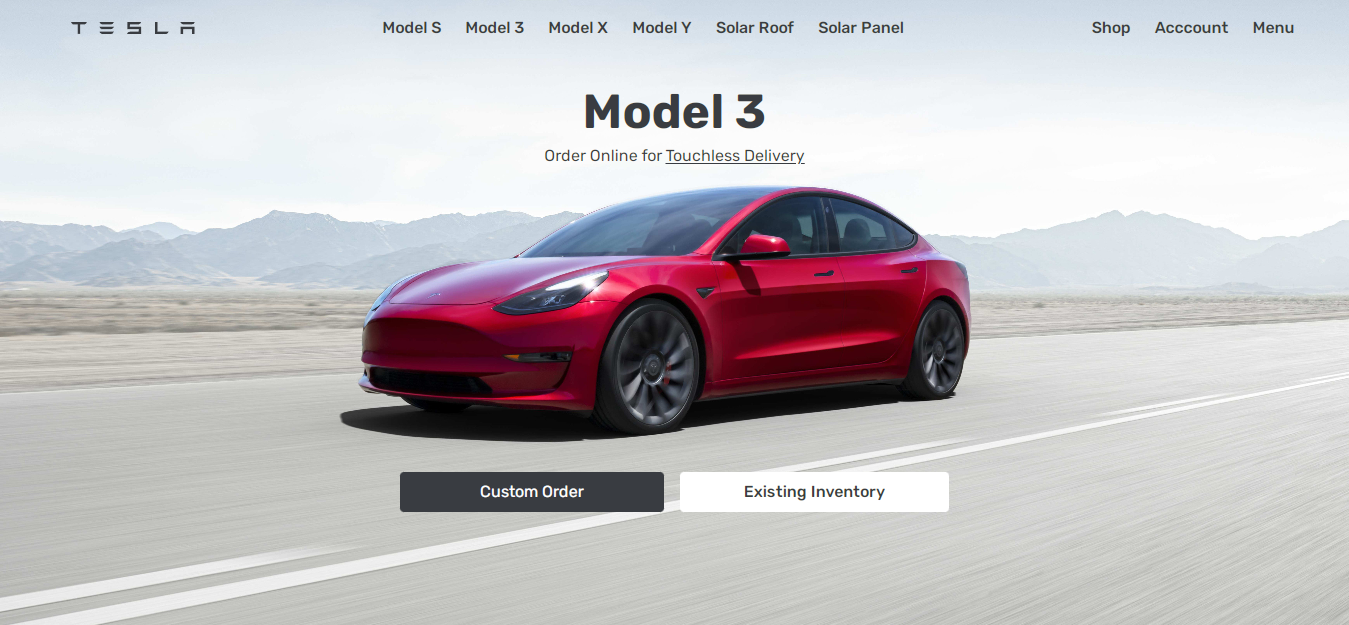 TESLA
Model S Model 3 Model X Model Y Solar Roof Solar Panel
Shop Acccount Menu
Model 3
Order Online for Touchless Delivery
Custom Order
Existing Inventory